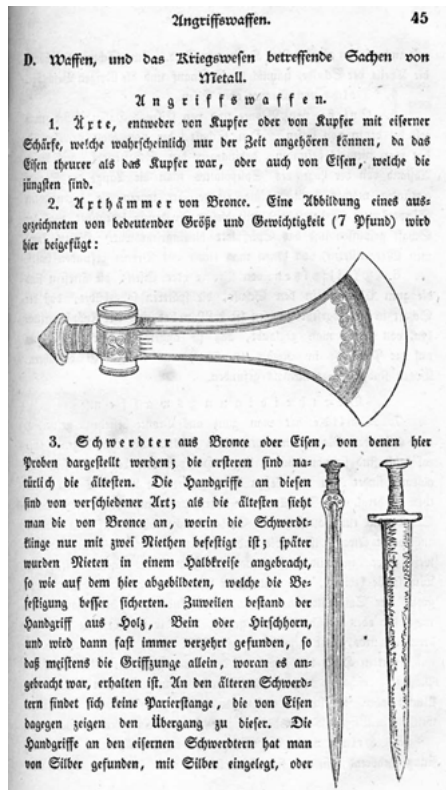 Angriffswaffen. 45
D. Waffen, und das Kriegswesen betreffende Sachen von
Metall.
Angriffswaffen.
1. Äxte, entweder von Kupfer oder von Kupfer mit eiserner
Schärfe, welche wahrscheinlich nur der Zeit angehören können, da das
Eisen theurer als das Kupfer war, oder auch von Eisen, welche die
jüngsten sind.
2. Axthämmer von Bronce. Eine Abbildung eines aus-
gezeichneten von bedeutender Größe und Gewichtigkeit (7 Pfund) wird
hier beigefügt:
3. Schwerdter aus Bronce oder Eisen, von denen hier
Proben dargestellt werden; die ersteren sind na-
türlich die ältesten. Die Handgriffe an diesen
sind von verschiedener Art; als die ältesten sieht
man die von Bronce an, worin die Schwerdt-
klinge nur mit zwei Niethen befestigt ist; später
wurden Nieten in einem Halbkreise angebracht,
so wie auf dem hier abgebildeten, welche die Be-
festigung besser sicherten. Zuweilen bestand der
Handgriff aus Holz, Bein oder Hirschhorn,
und wird dann fast immer verzehrt gefunden, so
daß meistens die Griffzunge allein, woran es an-
gebracht war, erhalten ist. An den älteren Schwerd-
tern findet sich keine Parierstange, die von Eisen
dagegen zeigen den Übergang zu dieser. Die
Handgriffe an den eisernen Schwerdtern hat man
von Silber gefunden, mit Silber eingelegt, oder